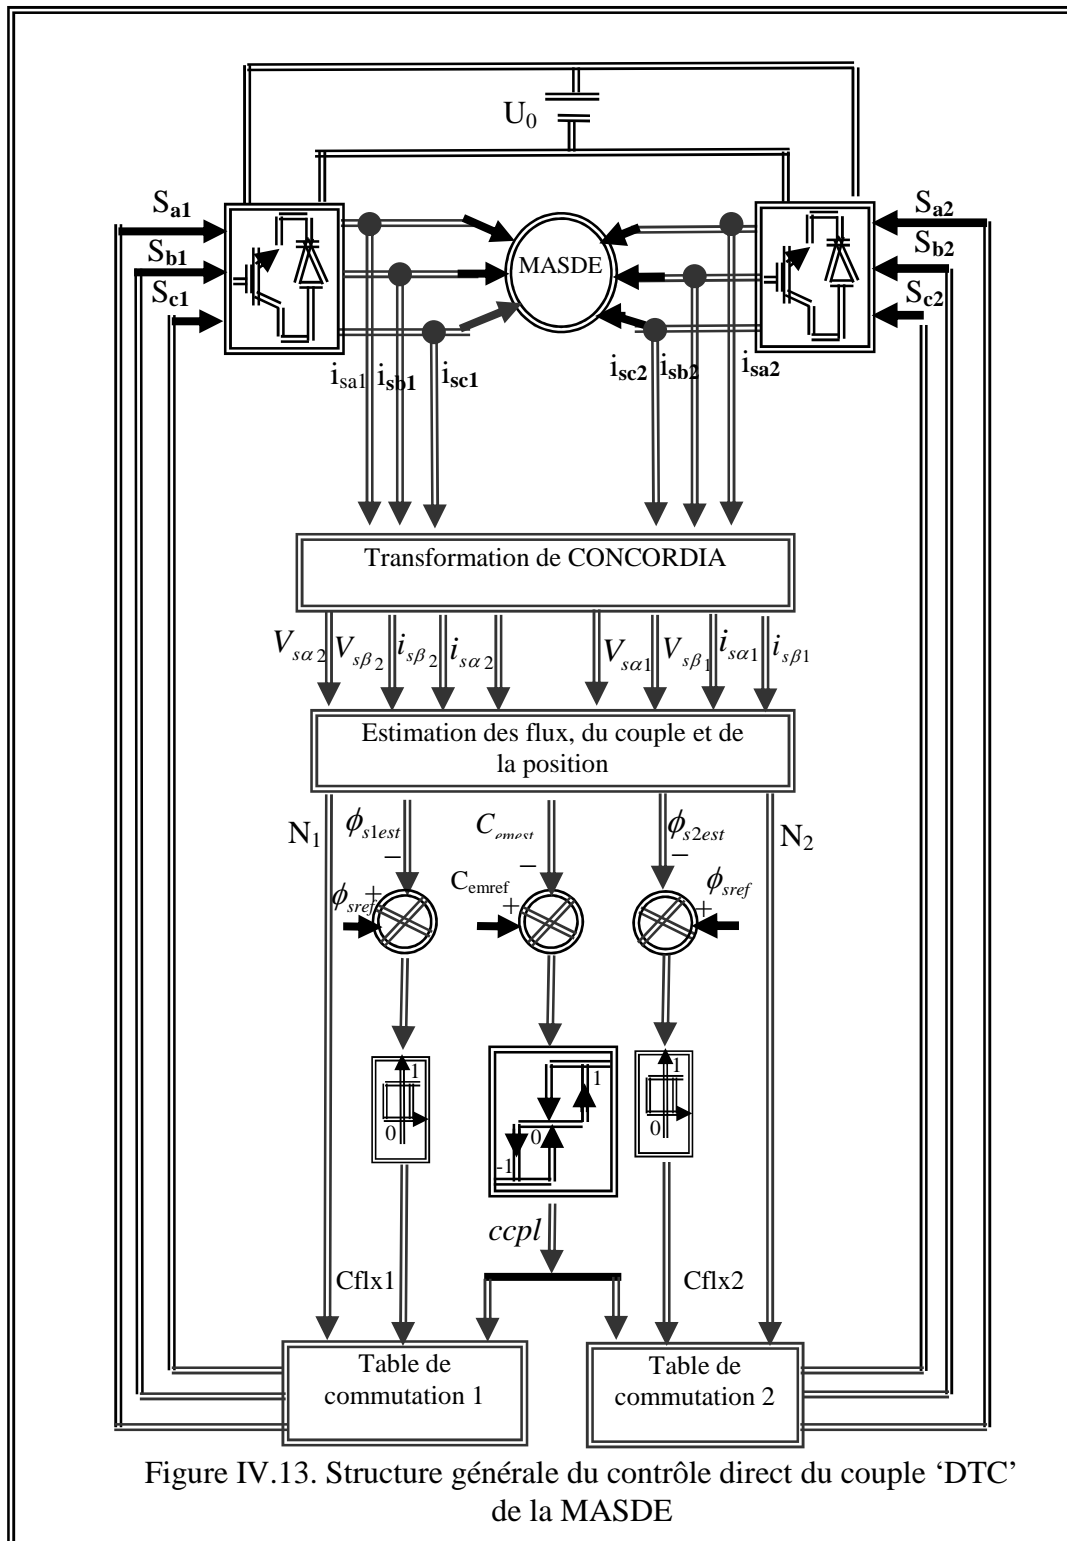 U0
Sa1
Sb1
Sc1
MASDE
Sa2
Sb2
Sc2
isa1 isb1 isc1
isc2 isb2 isa2
Transformation de CONCORDIA
Vsα2 Vsβ2 isβ2 isα2
Vsα1 Vsβ1 isα1 isβ1
Estimation des flux, du couple et de
la position
N1
ϕs1est
Cemest
ϕs2est
N2
−
−
−
ϕsref
+
Cemref
+
ϕsref
+
1
0
1
0
-1
1
0
ccpl
Cflx1
Cflx2
Table de
commutation 1
Table de
commutation 2
Figure IV.13. Structure générale du contrôle direct du couple ‘DTC’
de la MASDE